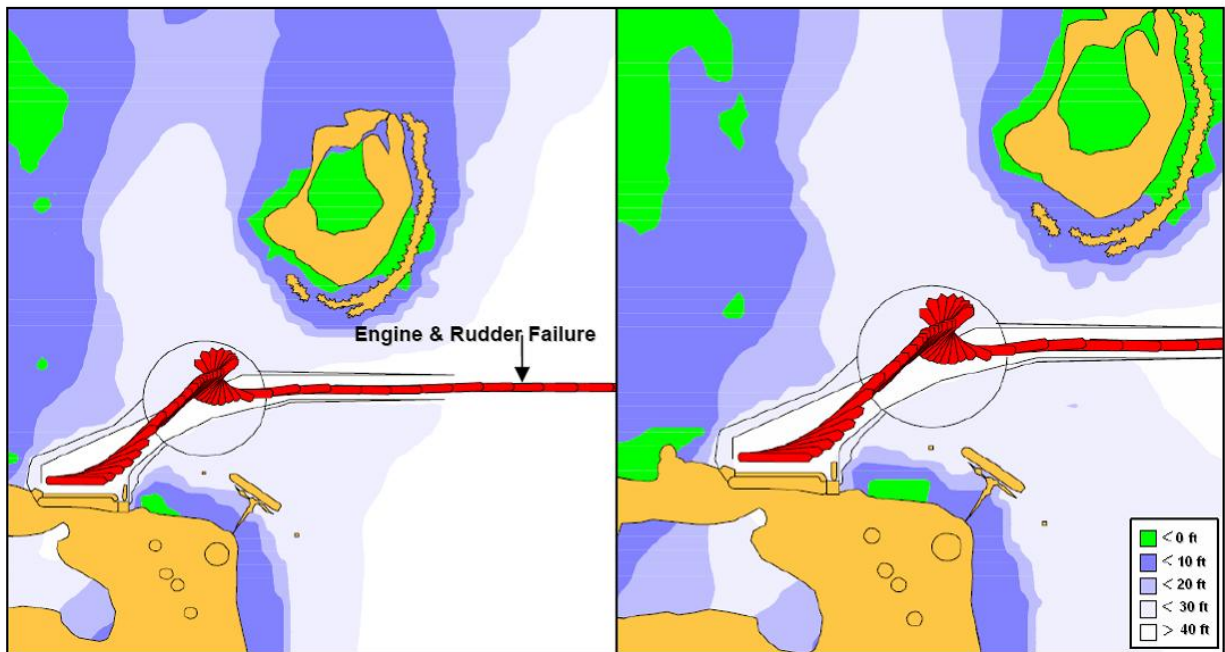 Engine & Rudder Failure
< 0 ft
< 10 ft
< 20 ft
< 30 ft
> 40 ft